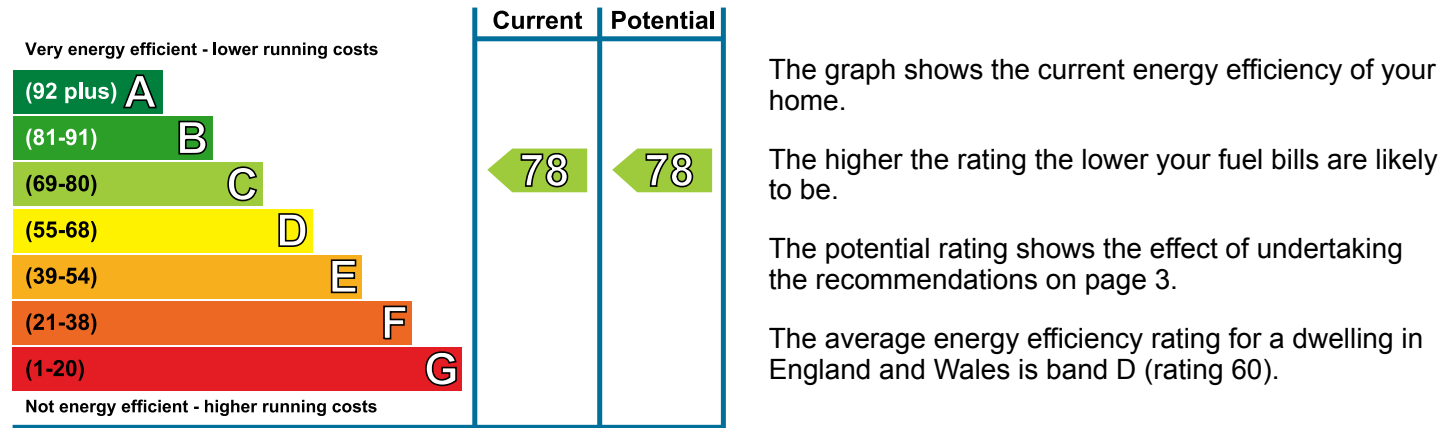 Current Potential
Very energy efficient - lower running costs
(92 plus) A
(81-91) B
(69-80) C
78 78
(55-68) D
(39-54) E
(21-38) F
(1-20) G
Not energy efficient - higher running costs
The graph shows the current energy efficiency of your
home.
The higher the rating the lower your fuel bills are likely
to be.
The potential rating shows the effect of undertaking
the recommendations on page 3.
The average energy efficiency rating for a dwelling in
England and Wales is band D (rating 60).